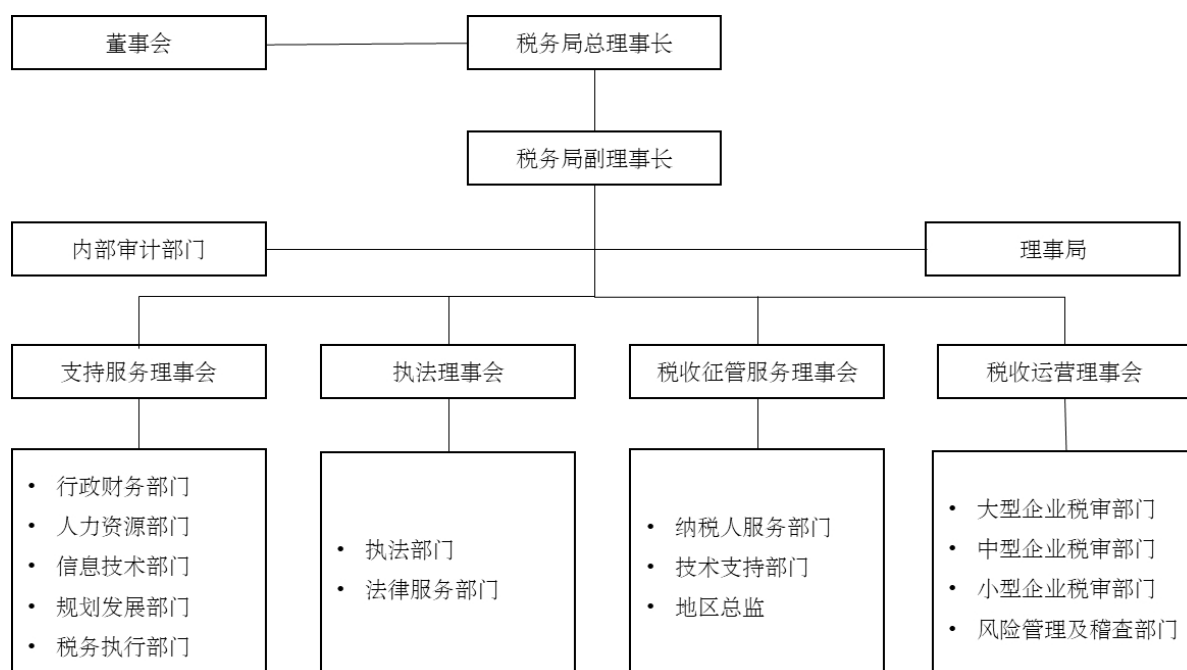 董事会
税务局总理事长
税务局副理事长
内部审计部门
理事局
支持服务理事会
执法理事会
税收征管服务理事会
税收运营理事会
• 行政财务部门
• 人力资源部门
• 信息技术部门
• 规划发展部门
• 税务执行部门
• 执法部门
• 法律服务部门
• 纳税人服务部门
• 技术支持部门
• 地区总监
• 大型企业税审部门
• 中型企业税审部门
• 小型企业税审部门
• 风险管理及稽查部门